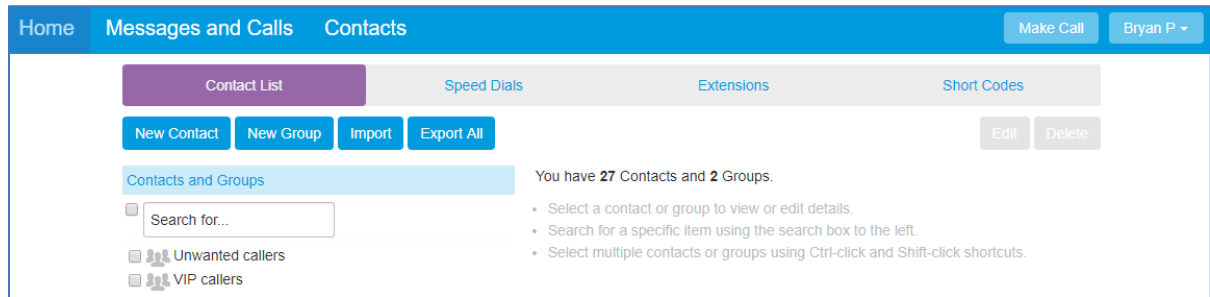 Home Messages and Calls Contacts Make Call Bryan P
Contact List Speed Dials Extensions Short Codes
New Contact New Group Import Export All Edit Delete
Contacts and Groups
Search for...
Unwanted callers
VIP callers
You have 27 Contacts and 2 Groups.
• Select a contact or group to view or edit details.
• Search for a specific item using the search box to the left.
• Select multiple contacts or groups using Ctrl-click and Shift-click shortcuts.